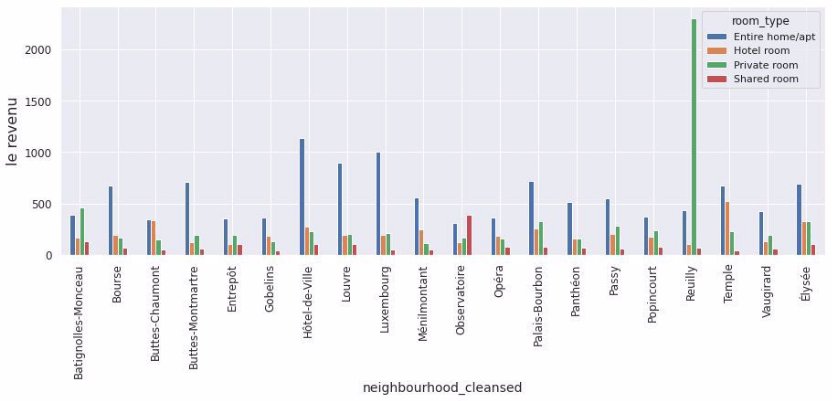 room_type
Entire home/apt
Hotel room
Private room
Shared room
2000
1500
1000
500
0
le revenu
Batignolles-Monceau
Bourse
Buttes-Chaumont
Buttes-Montmartre
Entrepôt
Gobelins
Hôtel-de-Ville
Louvre
Luxembourg
Ménilmontant
Observatoire
Opéra
Palais-Bourbon
Panthéon
Passy
Popincourt
Reuilly
Temple
Vaugirard
Élysée
neighbourhood_cleansed